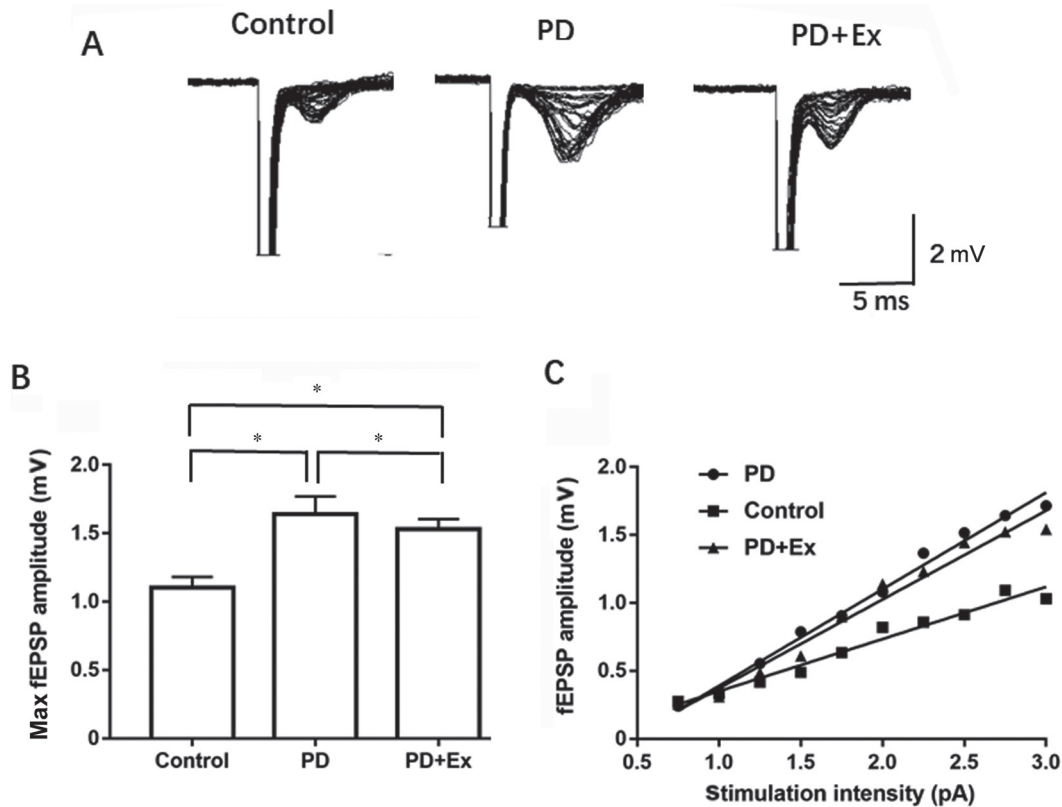 A
Control
PD
PD+Ex
2 mV
5 ms
B
*
*
*
Max fEPSP amplitude (mV)
2.0
1.5
1.0
0.5
0
Control
PD
PD+Ex
C
fEPSP amplitude (mV)
2.0
1.5
1.0
0.5
0
PD
Control
PD+Ex
0.5
1.0
1.5
2.0
2.5
3.0
Stimulation intensity (pA)